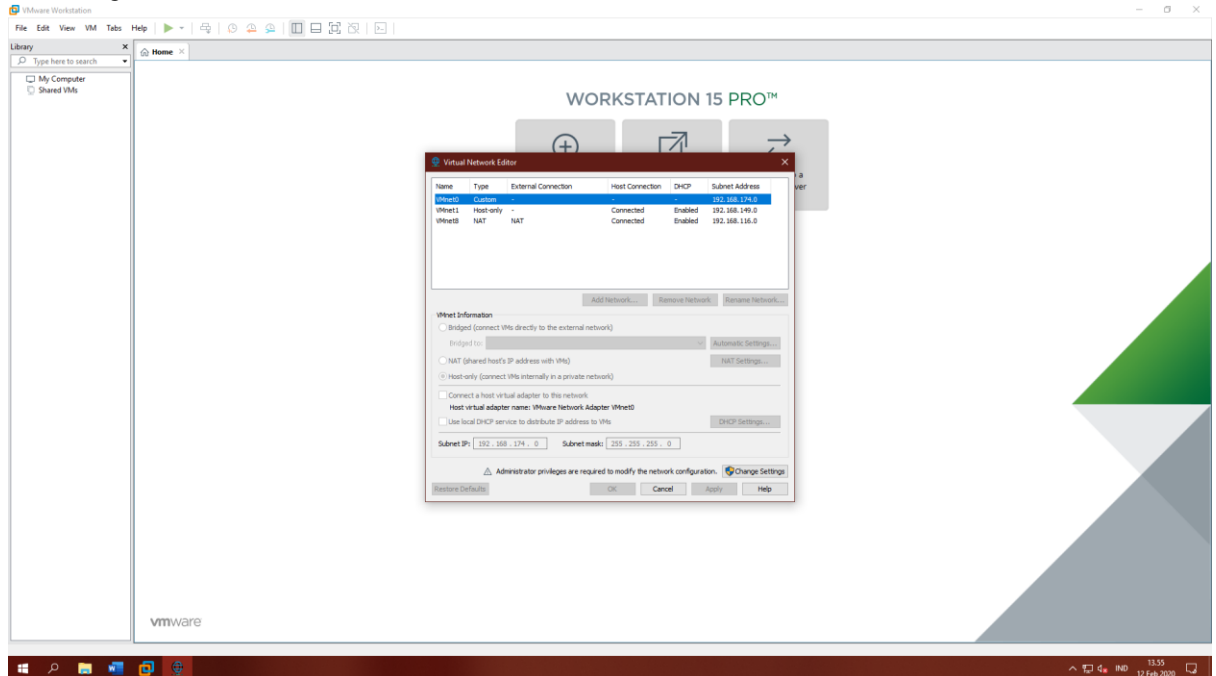 VMware Workstation
File Edit View VM Tabs Help
Library
Type here to search
My Computer
Shared VMs
Home
WORKSTATION 15 PRO™
a
ver
Virtual Network Editor
Name Type External Connection Host Connection DHCP Subnet Address
VMnet0 Custom - - - 192.168.174.0
VMnet1 Host-only - Connected Enabled 192.168.149.0
VMnet8 NAT NAT Connected Enabled 192.168.116.0
Add Network... Remove Network Rename Network...
VMnet Information
Bridged (connect VMs directly to the external network)
Bridged to: Automatic Settings...
NAT (shared host's IP address with VMs) NAT Settings...
Host-only (connect VMs internally in a private network)
Connect a host virtual adapter to this network
Host virtual adapter name: VMware Network Adapter VMnet0
Use local DHCP service to distribute IP address to VMs DHCP Settings...
Subnet IP: 192 . 168 . 174 . 0 Subnet mask: 255 . 255 . 255 . 0
Administrator privileges are required to modify the network configuration. Change Settings
Restore Defaults OK Cancel Apply Help
vmware
IND
13.55
12 Feb 2020